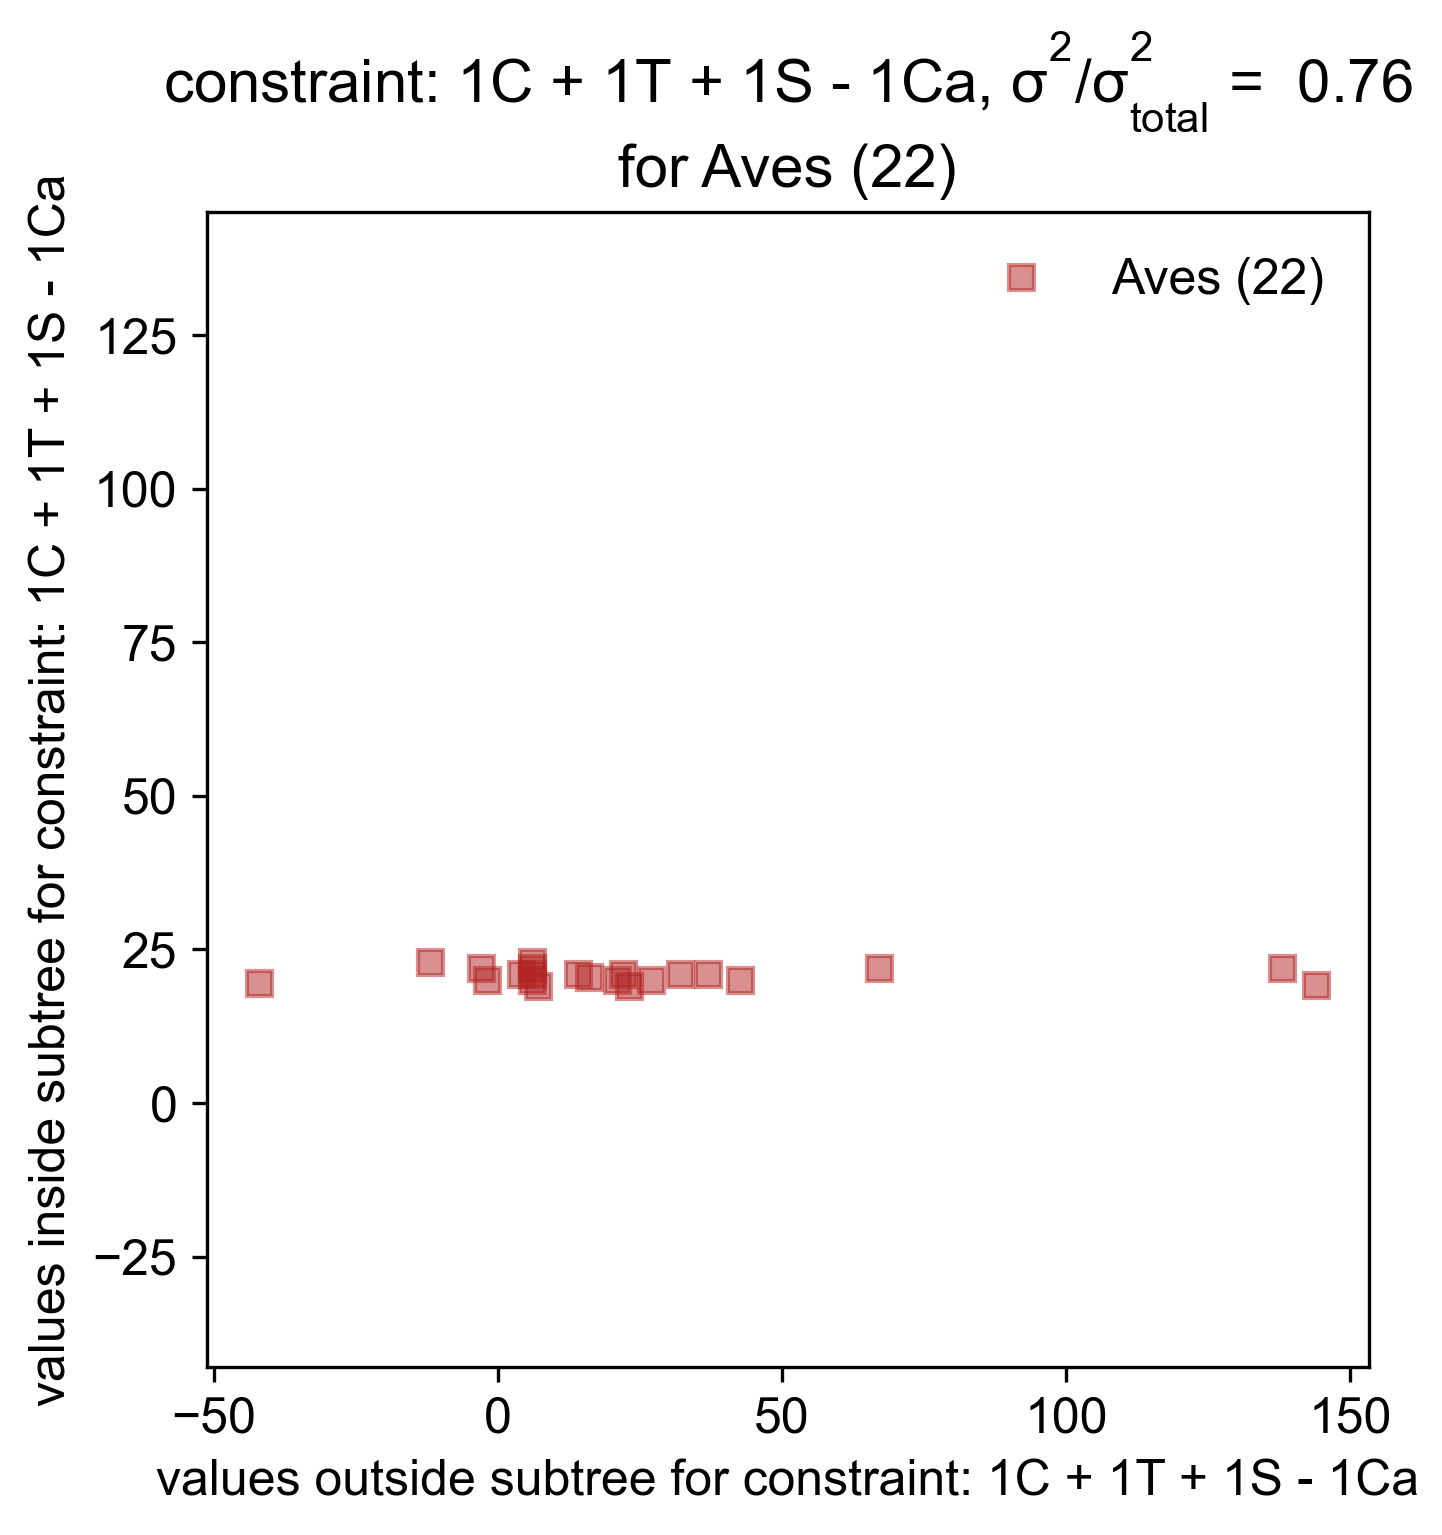 constraint: 1C + 1T + 1S - 1Ca, σ²/σ²total = 0.76
for Aves (22)
Aves (22)
values inside subtree for constraint: 1C + 1T + 1S - 1Ca
125
100
75
50
25
0
−25
−50
0
50
100
150
values outside subtree for constraint: 1C + 1T + 1S - 1Ca